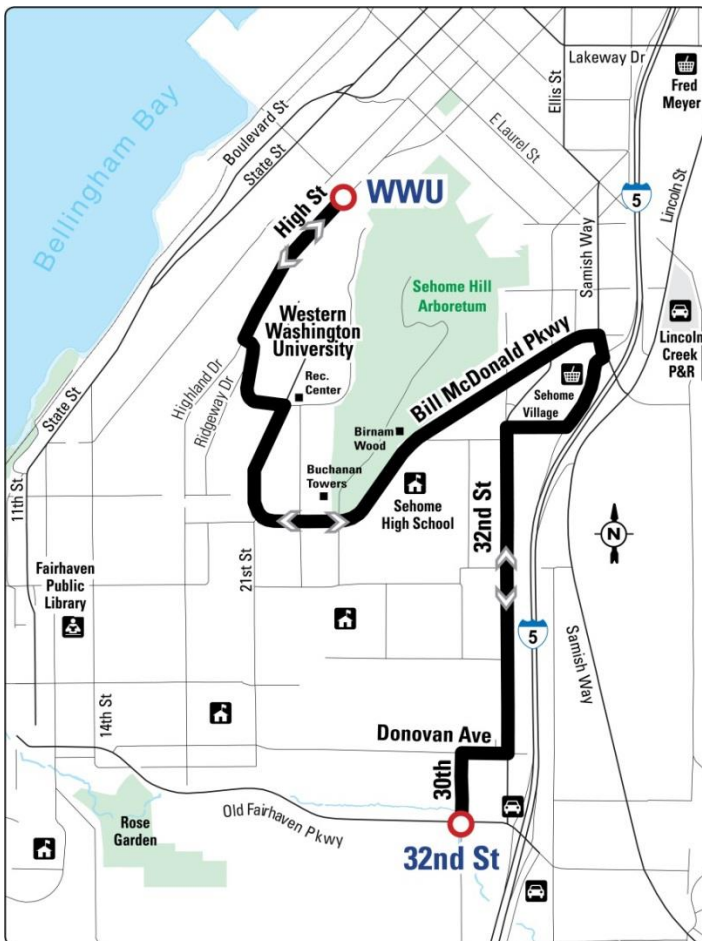 Lakeway Dr
Fred
Meyer
Ellis St
Boulevard St
State St
E Laurel St
Bellingham Bay
WWU
High St
5
Lincoln St
Samish Way
Sehome Hill
Arboretum
Western
Washington
University
Bill McDonald Pkwy
Lincoln
Creek
P&R
Highland Dr
Ridgeway Dr
Rec.
Center
Sehome
Village
State St
Birnam
Wood
Buchanan
Towers
11th St
Sehome
High School
32nd St
N
21st St
Fairhaven
Public
Library
5
Samish Way
14th St
Donovan Ave
30th
Rose
Garden
Old Fairhaven Pkwy
32nd St